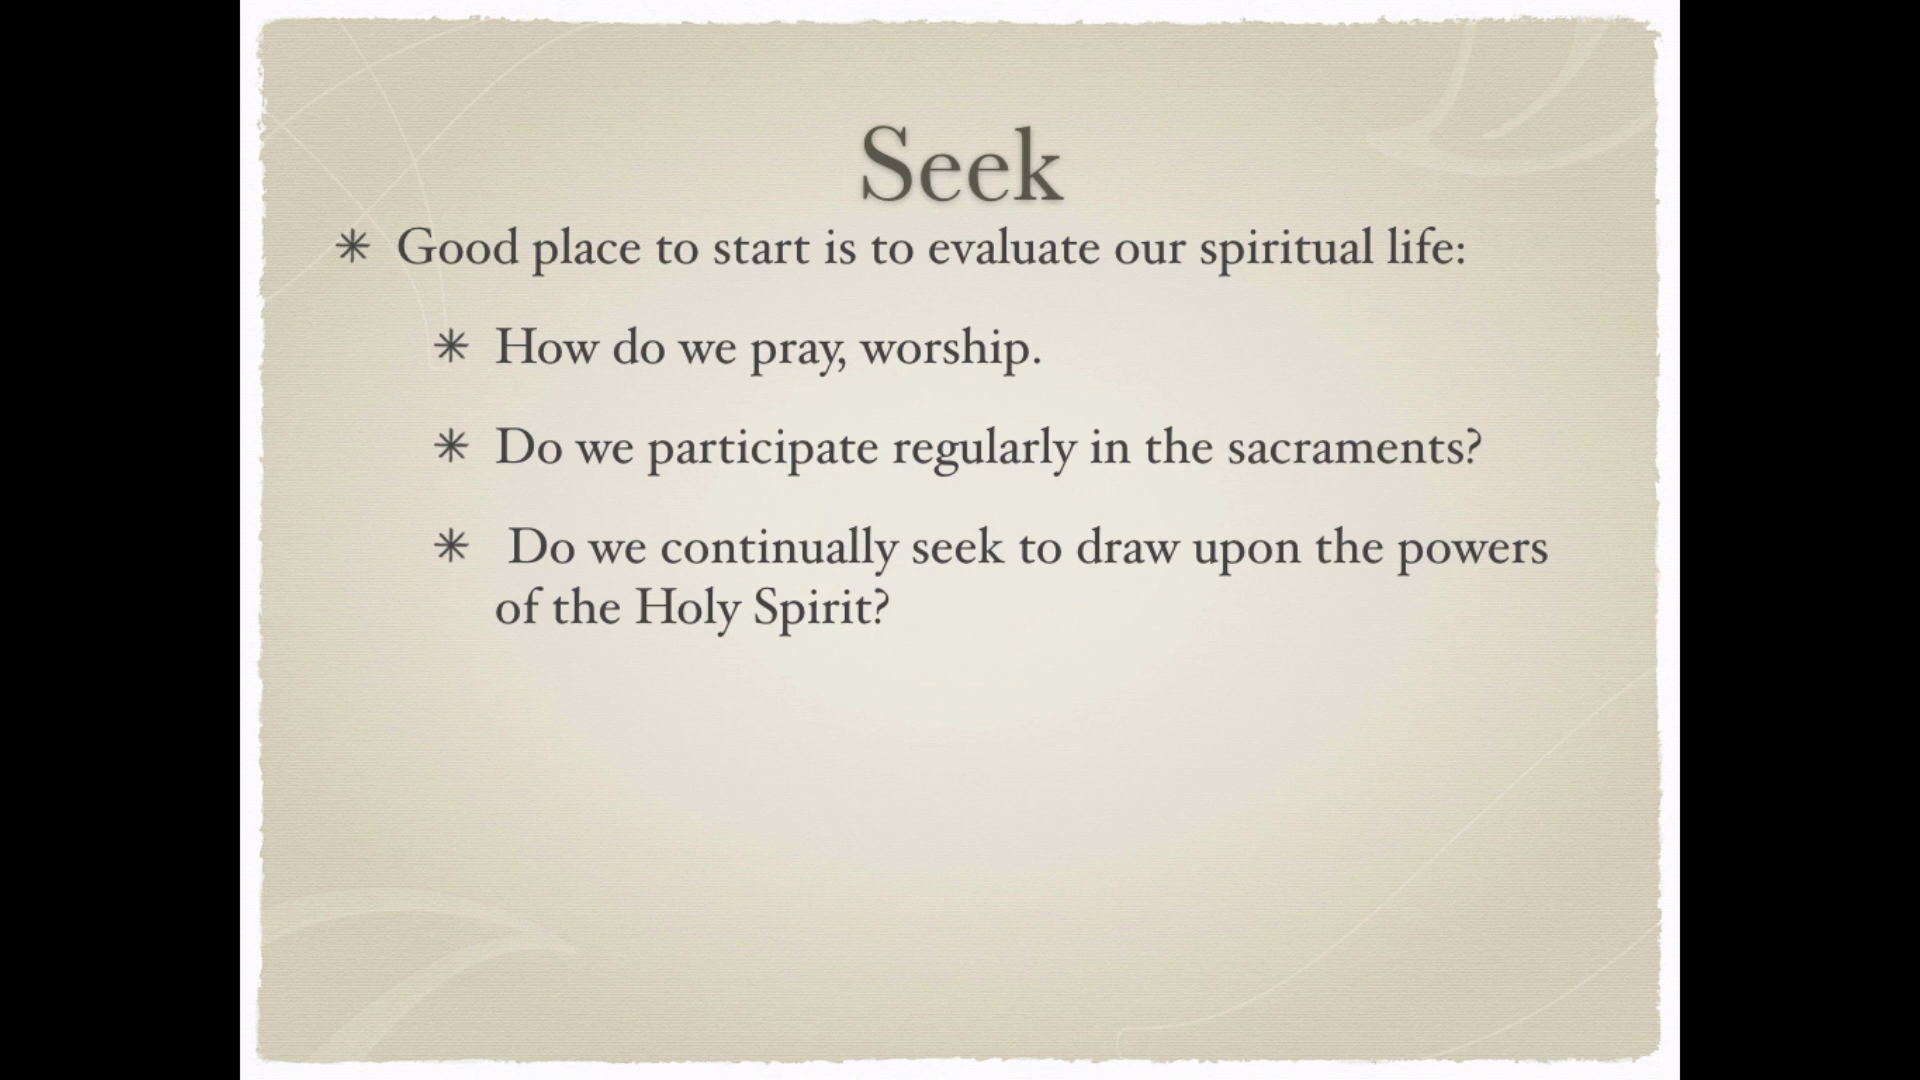 Seek
✳ Good place to start is to evaluate our spiritual life:
✳ How do we pray, worship.
✳ Do we participate regularly in the sacraments?
✳ Do we continually seek to draw upon the powers
of the Holy Spirit?